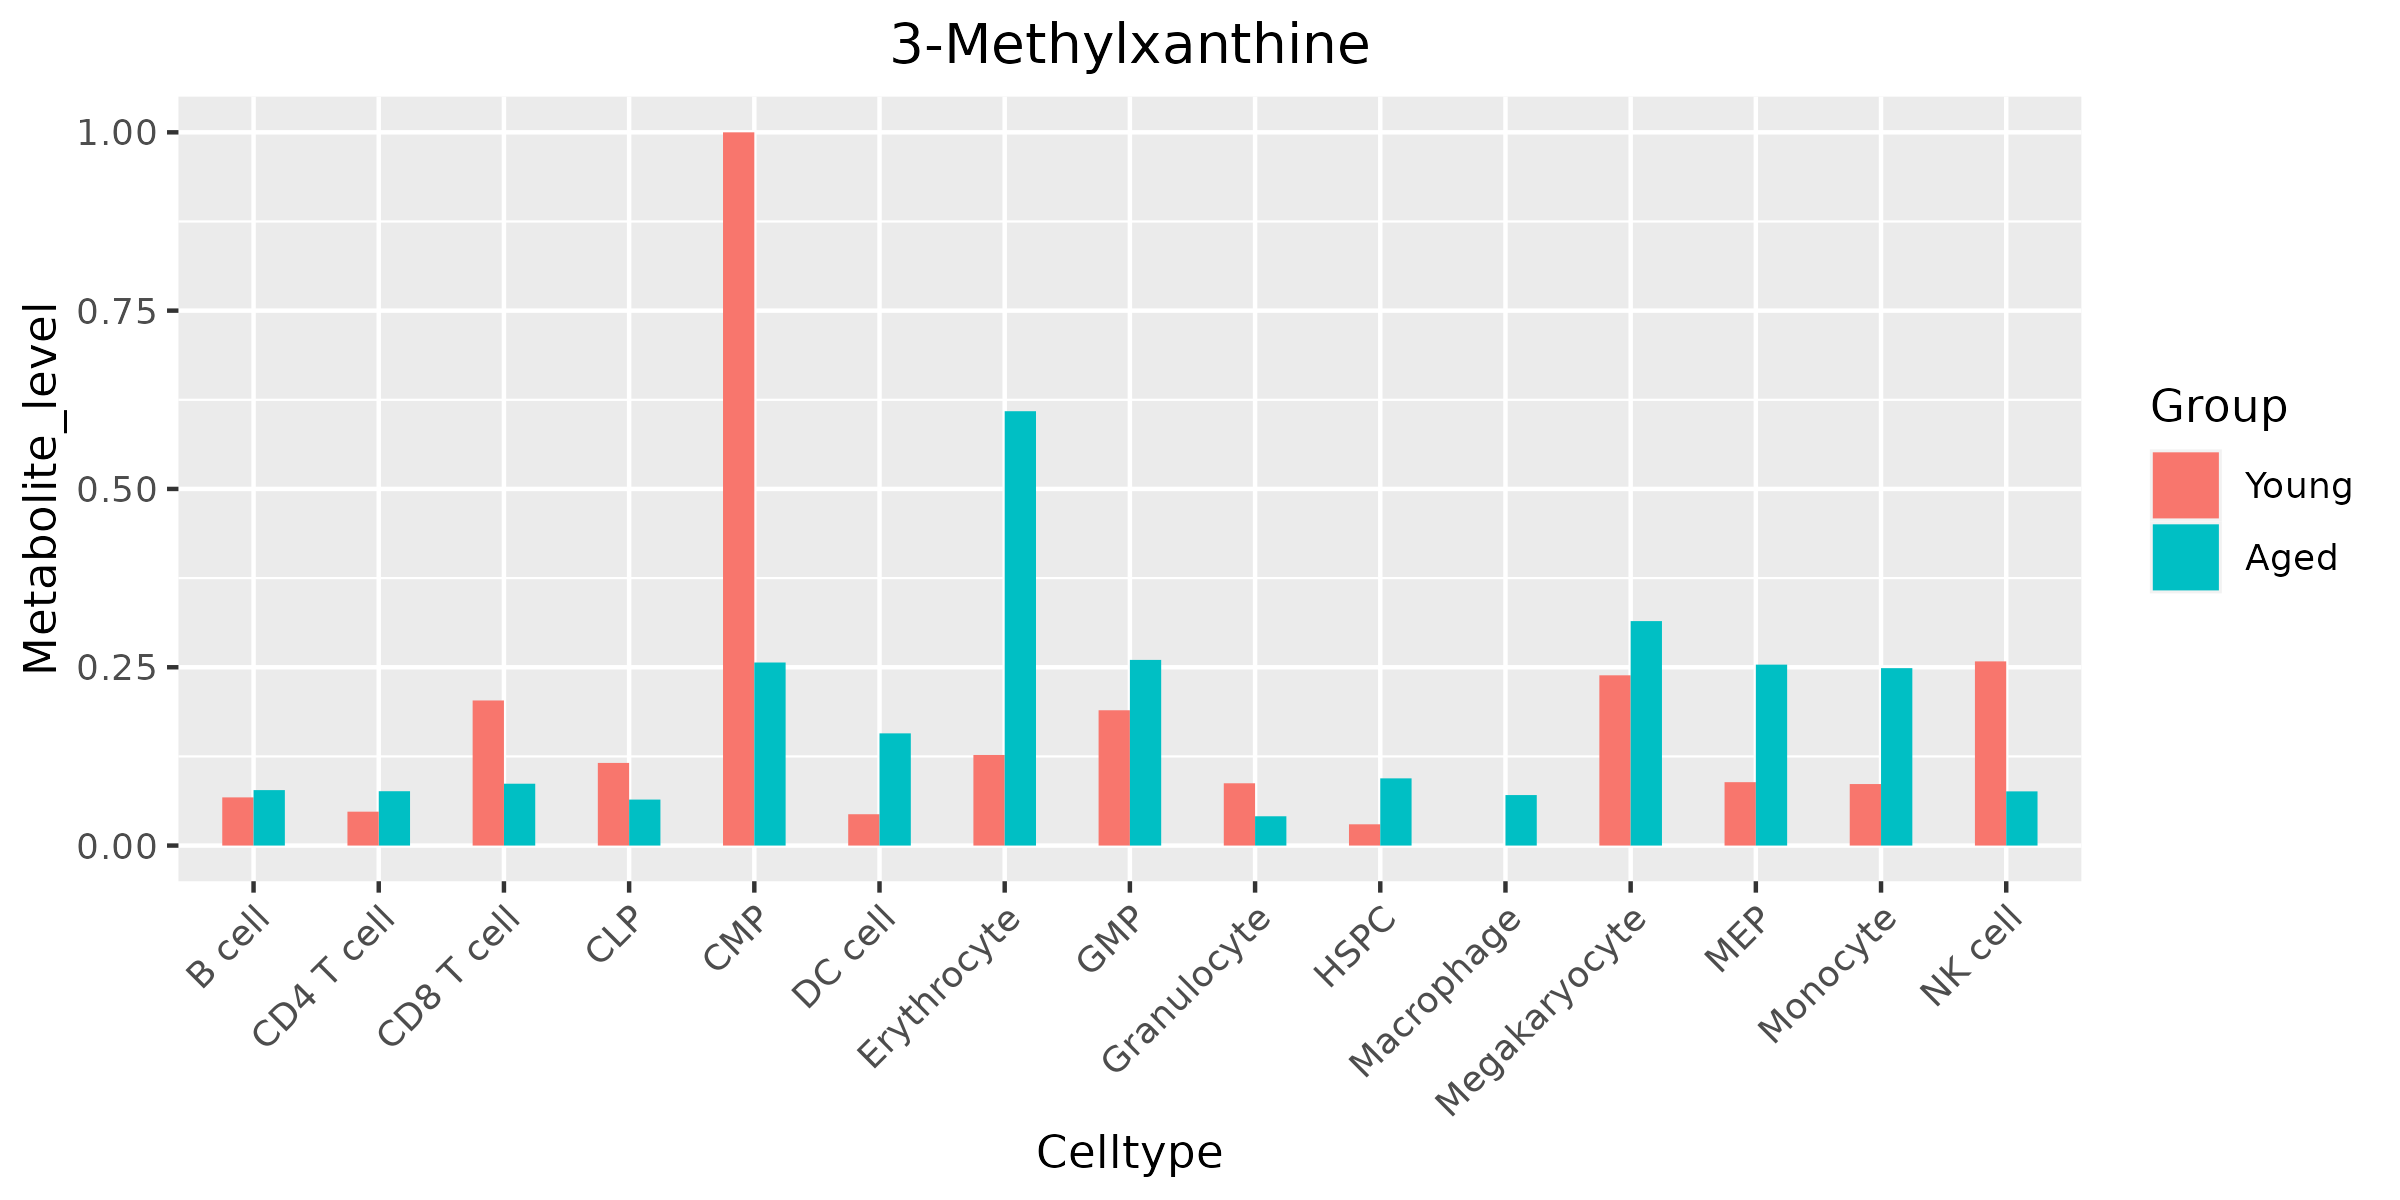 3-Methylxanthine
Metabolite_level
1.00
0.75
0.50
0.25
0.00
B cell
CD4 T cell
CD8 T cell
CLP
CMP
DC cell
Erythrocyte
GMP
Granulocyte
HSPC
Macrophage
Megakaryocyte
MEP
Monocyte
NK cell
Celltype
Group
Young
Aged